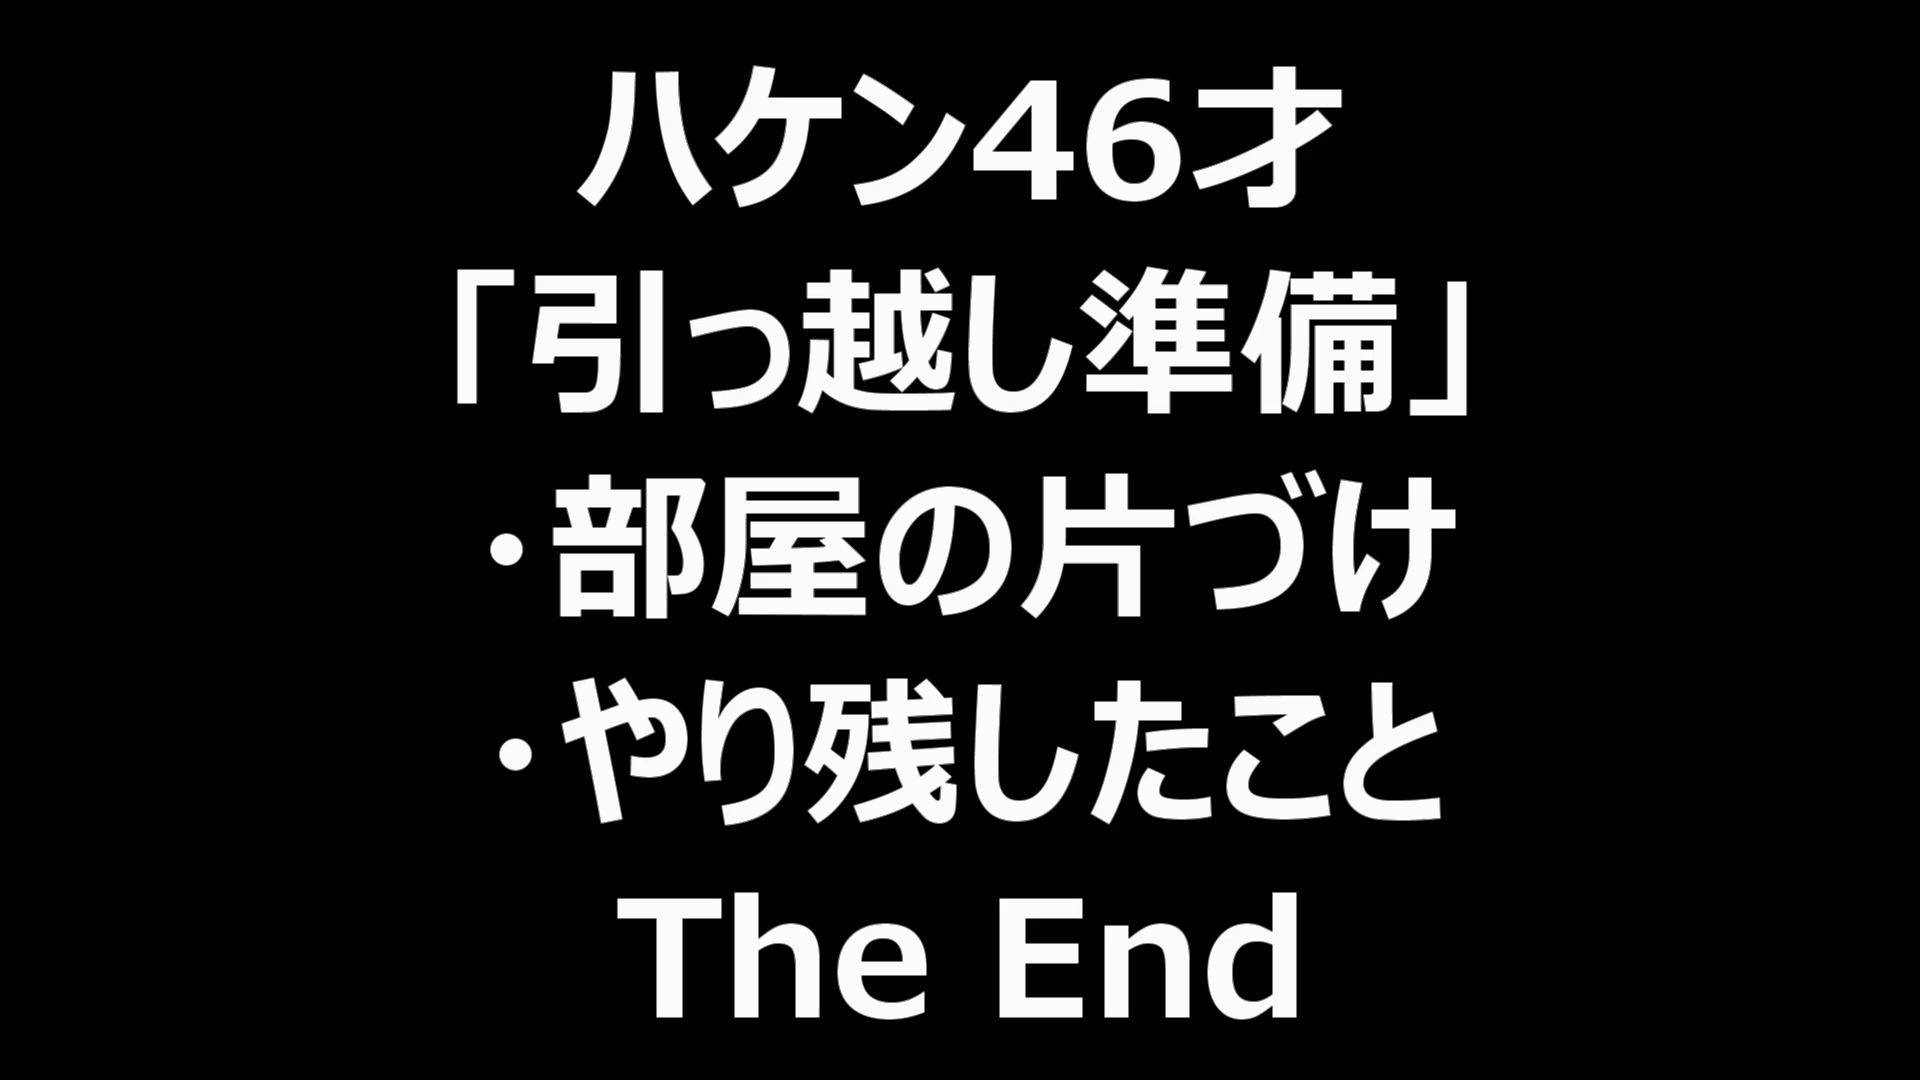 ハケン46才
「引っ越し準備」
・部屋の片づけ
・やり残したこと
The End